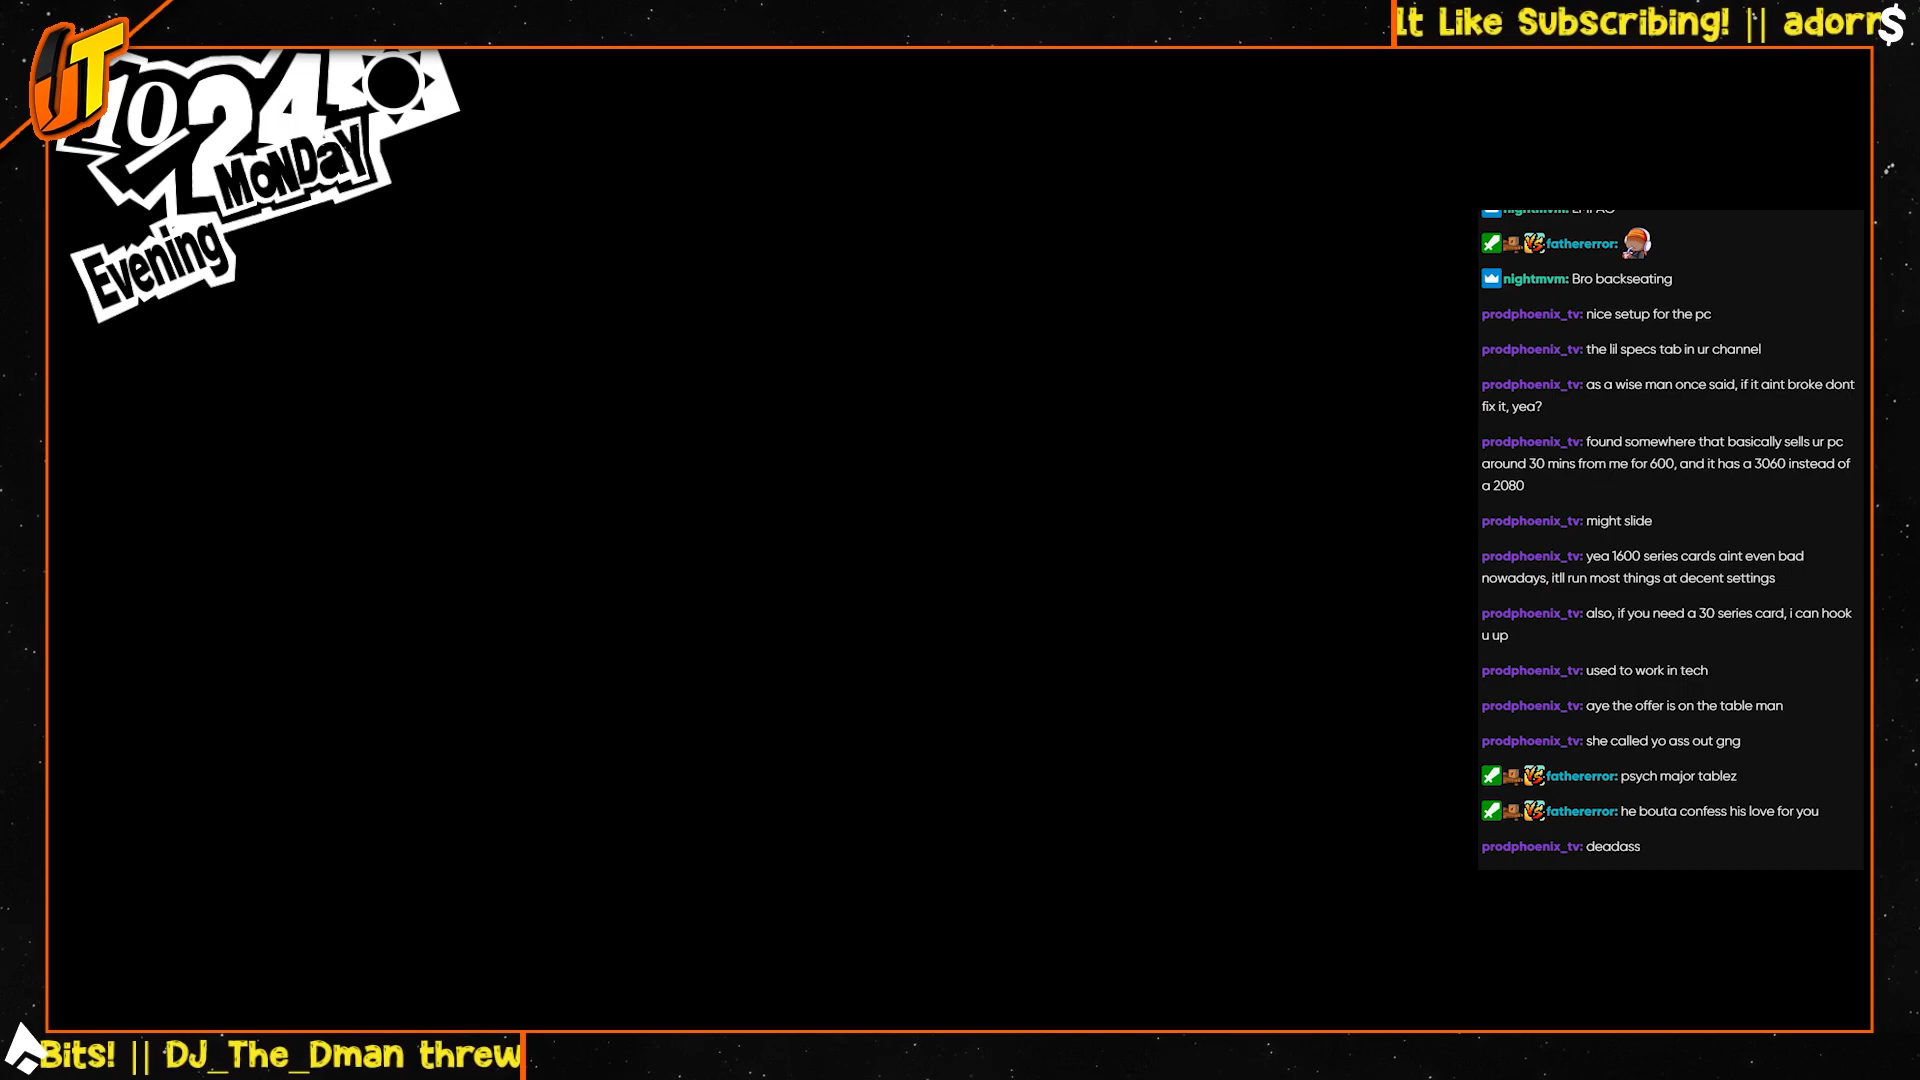 It Like Subscribing! || adorr
$
JT
10/24
MONDaY
Evening
nightmvm: LMFAO
fathererror:
nightmvm: Bro backseating
prodphoenix_tv: nice setup for the pc
prodphoenix_tv: the lil specs tab in ur channel
prodphoenix_tv: as a wise man once said, if it aint broke dont
fix it, yea?
prodphoenix_tv: found somewhere that basically sells ur pc
around 30 mins from me for 600, and it has a 3060 instead of
a 2080
prodphoenix_tv: might slide
prodphoenix_tv: yea 1600 series cards aint even bad
nowadays, itll run most things at decent settings
prodphoenix_tv: also, if you need a 30 series card, i can hook
u up
prodphoenix_tv: used to work in tech
prodphoenix_tv: aye the offer is on the table man
prodphoenix_tv: she called yo ass out gng
fathererror: psych major tablez
fathererror: he bouta confess his love for you
prodphoenix_tv: deadass
Bits! || DJ_The_Dman threw